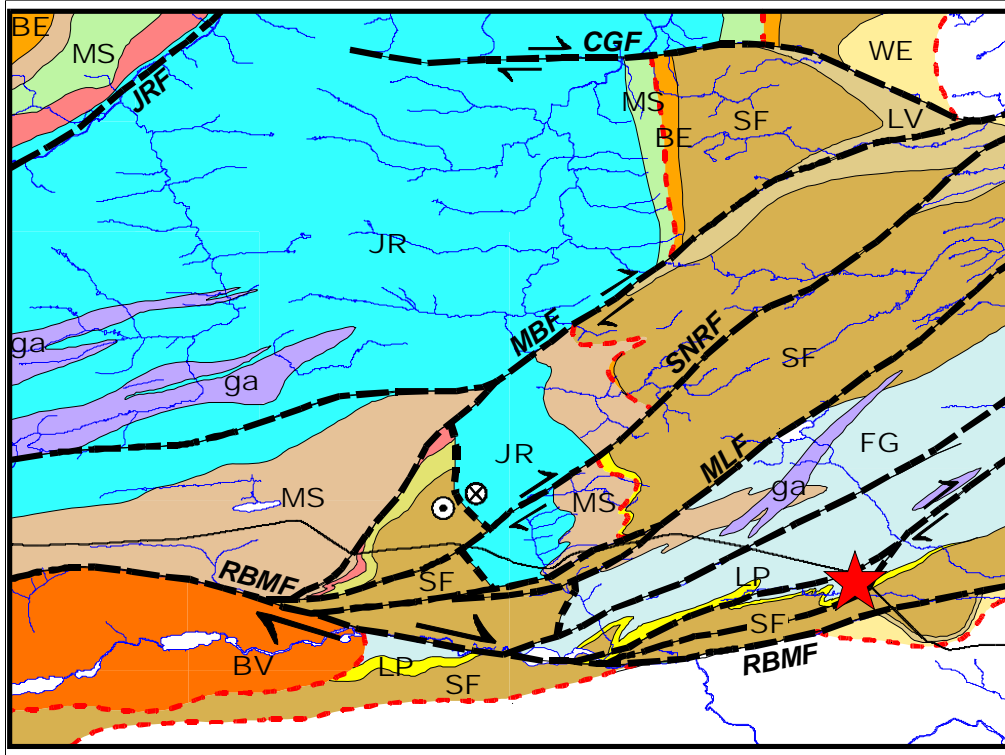 BE
MS
JRF
CGF
WE
MS
BE
SF
LV
JR
MBF
SNRF
SF
ga
ga
MLF
FG
JR
MS
MS
ga
RBMF
SF
LP
SF
RBMF
BV
LP
SF